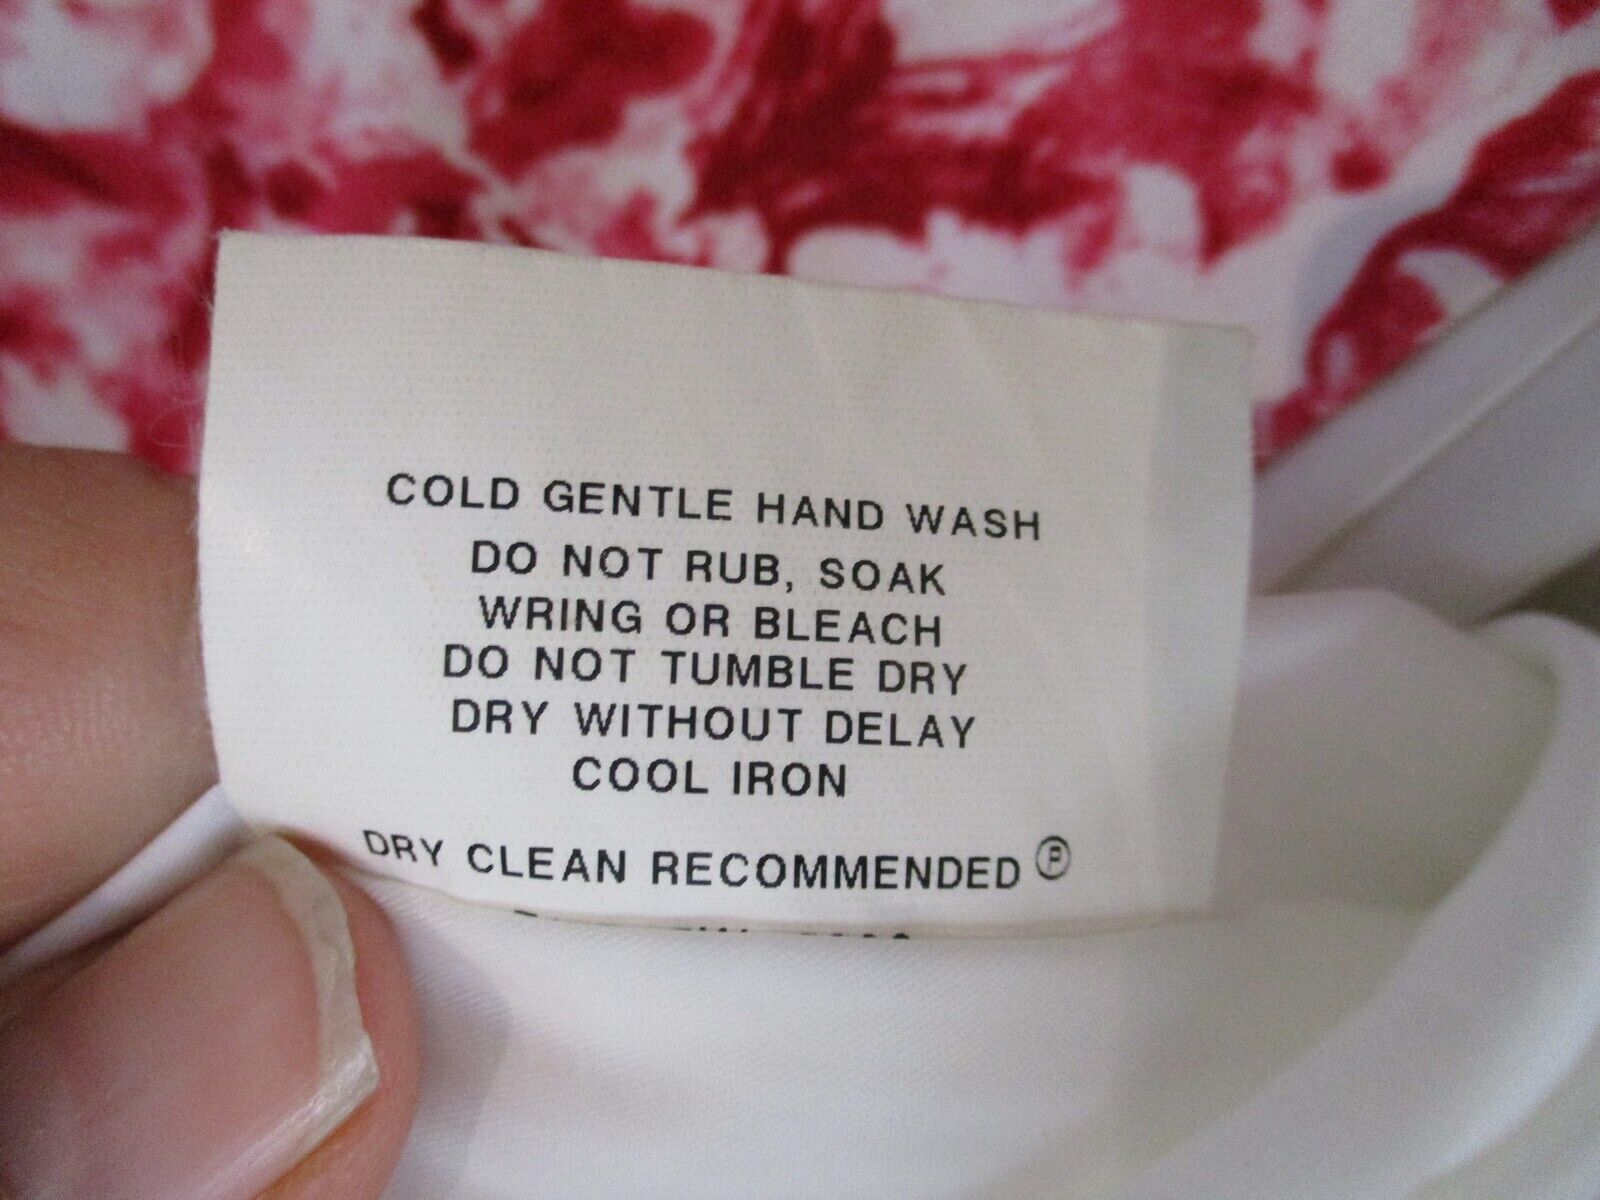 COLD GENTLE HAND WASH
DO NOT RUB, SOAK
WRING OR BLEACH
DO NOT TUMBLE DRY
DRY WITHOUT DELAY
COOL IRON
DRY CLEAN RECOMMENDED Ⓟ